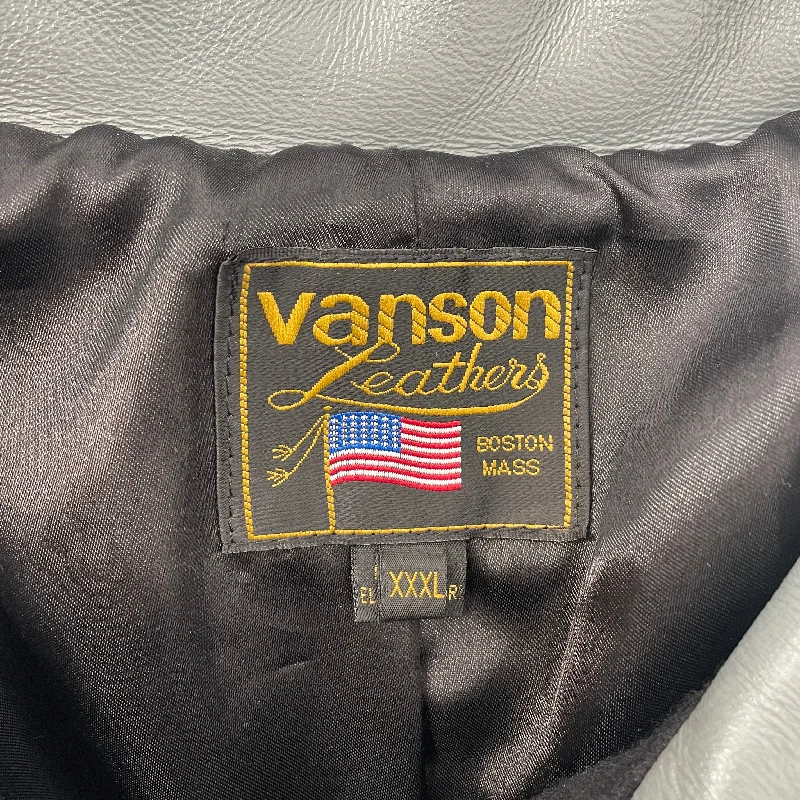 vanson
Leathers
BOSTON
MASS
XXXL